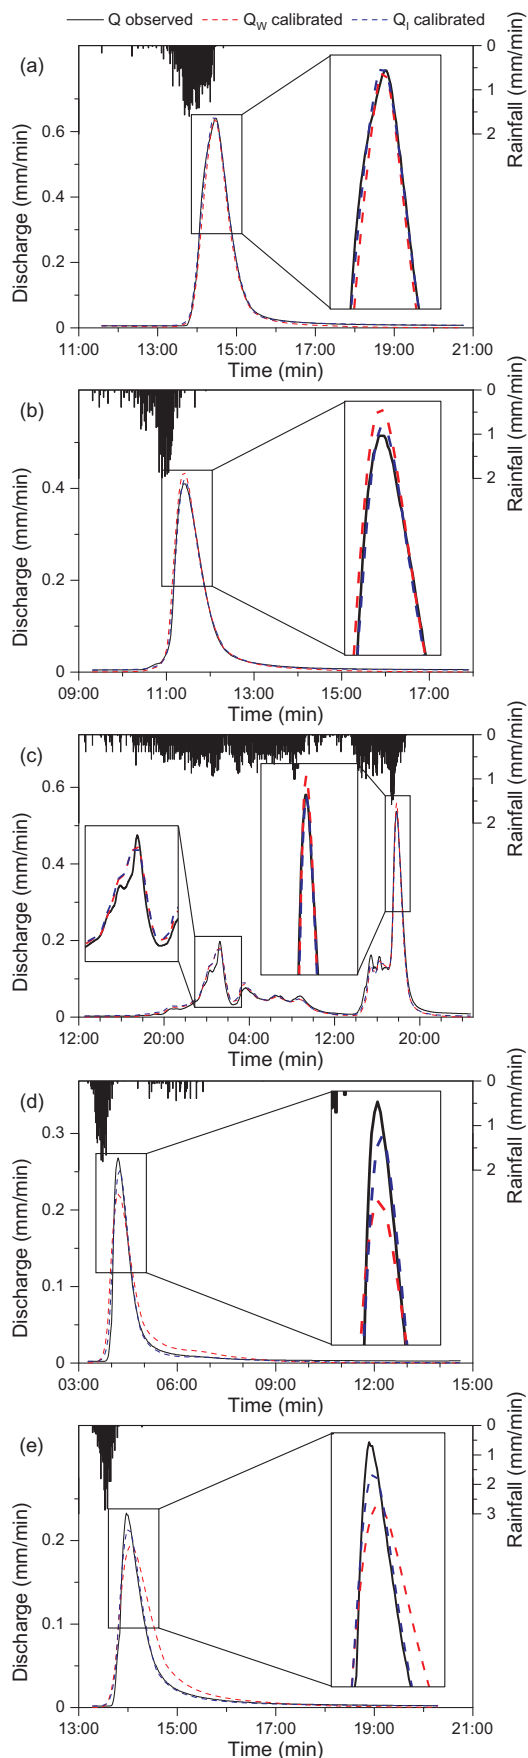 Q observed Q_W calibrated Q_I calibrated
(a)
0
1
2
Rainfall (mm/min)
0.6
0.4
0.2
0
Discharge (mm/min)
11:00 13:00 15:00 17:00 19:00 21:00
Time (min)
(b)
0
1
2
Rainfall (mm/min)
0.4
0.2
0
Discharge (mm/min)
09:00 11:00 13:00 15:00 17:00
Time (min)
(c)
0
1
2
Rainfall (mm/min)
0.6
0.4
0.2
0
Discharge (mm/min)
12:00 20:00 04:00 12:00 20:00
Time (min)
(d)
0
1
2
Rainfall (mm/min)
0.3
0.2
0.1
0
Discharge (mm/min)
03:00 06:00 09:00 12:00 15:00
Time (min)
(e)
0
1
2
3
Rainfall (mm/min)
0.2
0.1
0
Discharge (mm/min)
13:00 15:00 17:00 19:00 21:00
Time (min)